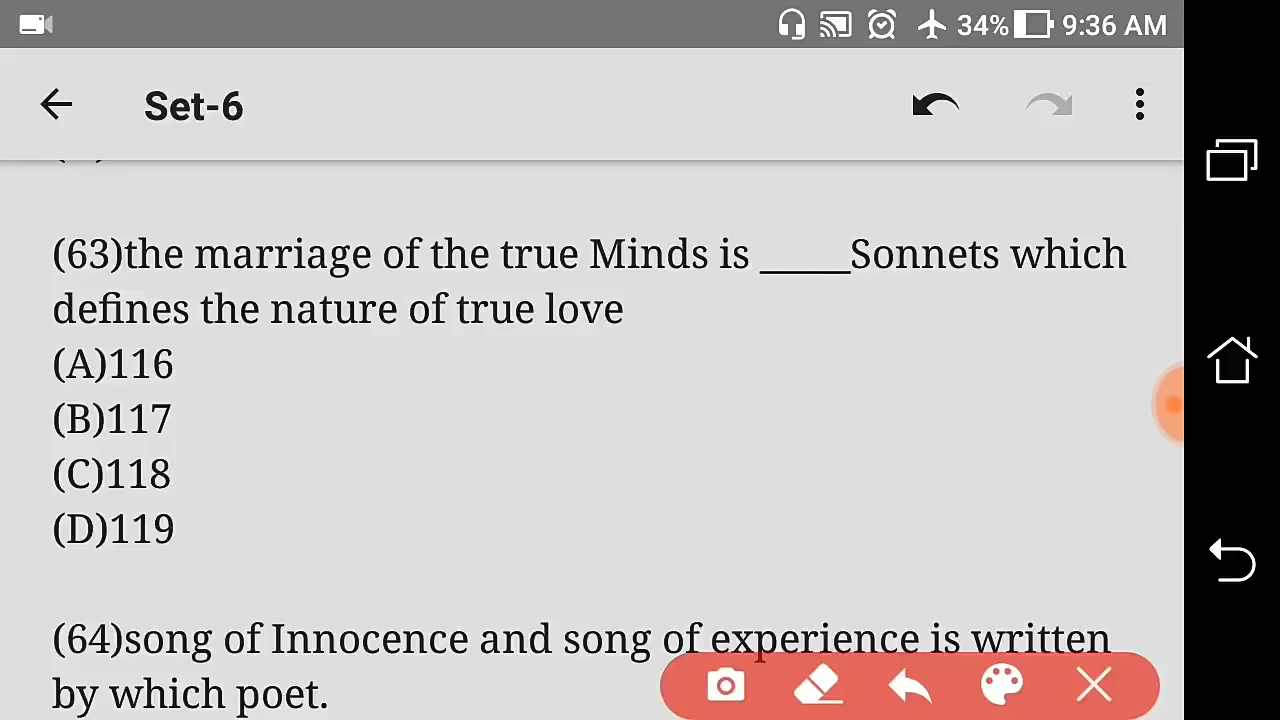 34% 9:36 AM
Set-6
(63)the marriage of the true Minds is _____Sonnets which
defines the nature of true love
(A)116
(B)117
(C)118
(D)119
(64)song of Innocence and song of experience is written
by which poet.